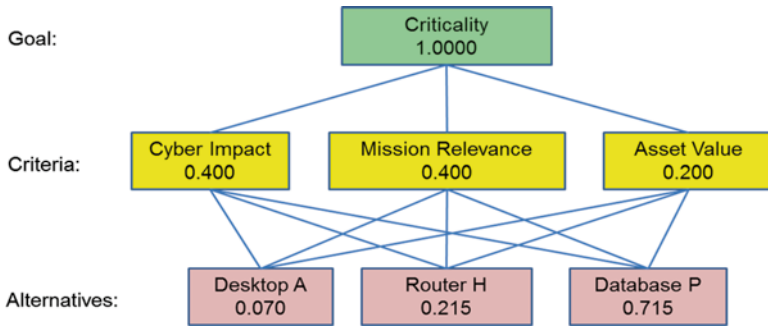 Goal:
Criticality
1.0000
Criteria:
Cyber Impact
0.400
Mission Relevance
0.400
Asset Value
0.200
Alternatives:
Desktop A
0.070
Router H
0.215
Database P
0.715